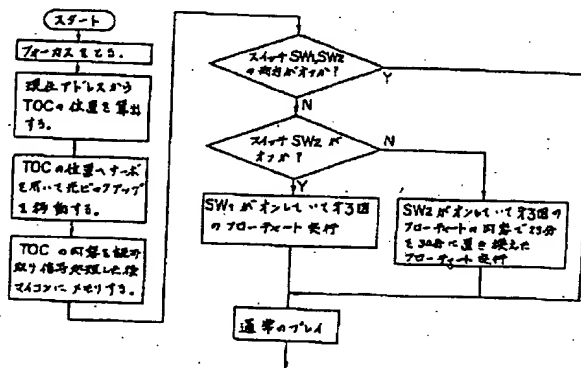 スタート
フォーカスをとる。
現在アドレスから
TOCの位置を算出
する。
TOCの位置へサーボ
を用いて光ピックアップ
を移動する。
TOCの内容を読み
取り信号処理した後
マイコンにメモリする。
スイッチSW1,SW2
の両方がオフか?
Y
N
スイッチSW2が
オフか?
N
Y
SW1がオンしていて第3図
のフローチャート実行
SW2がオンしていて第3図の
フローチャートの内容で23分
を30分に置き換えた
フローチャート実行
通常のプレイ